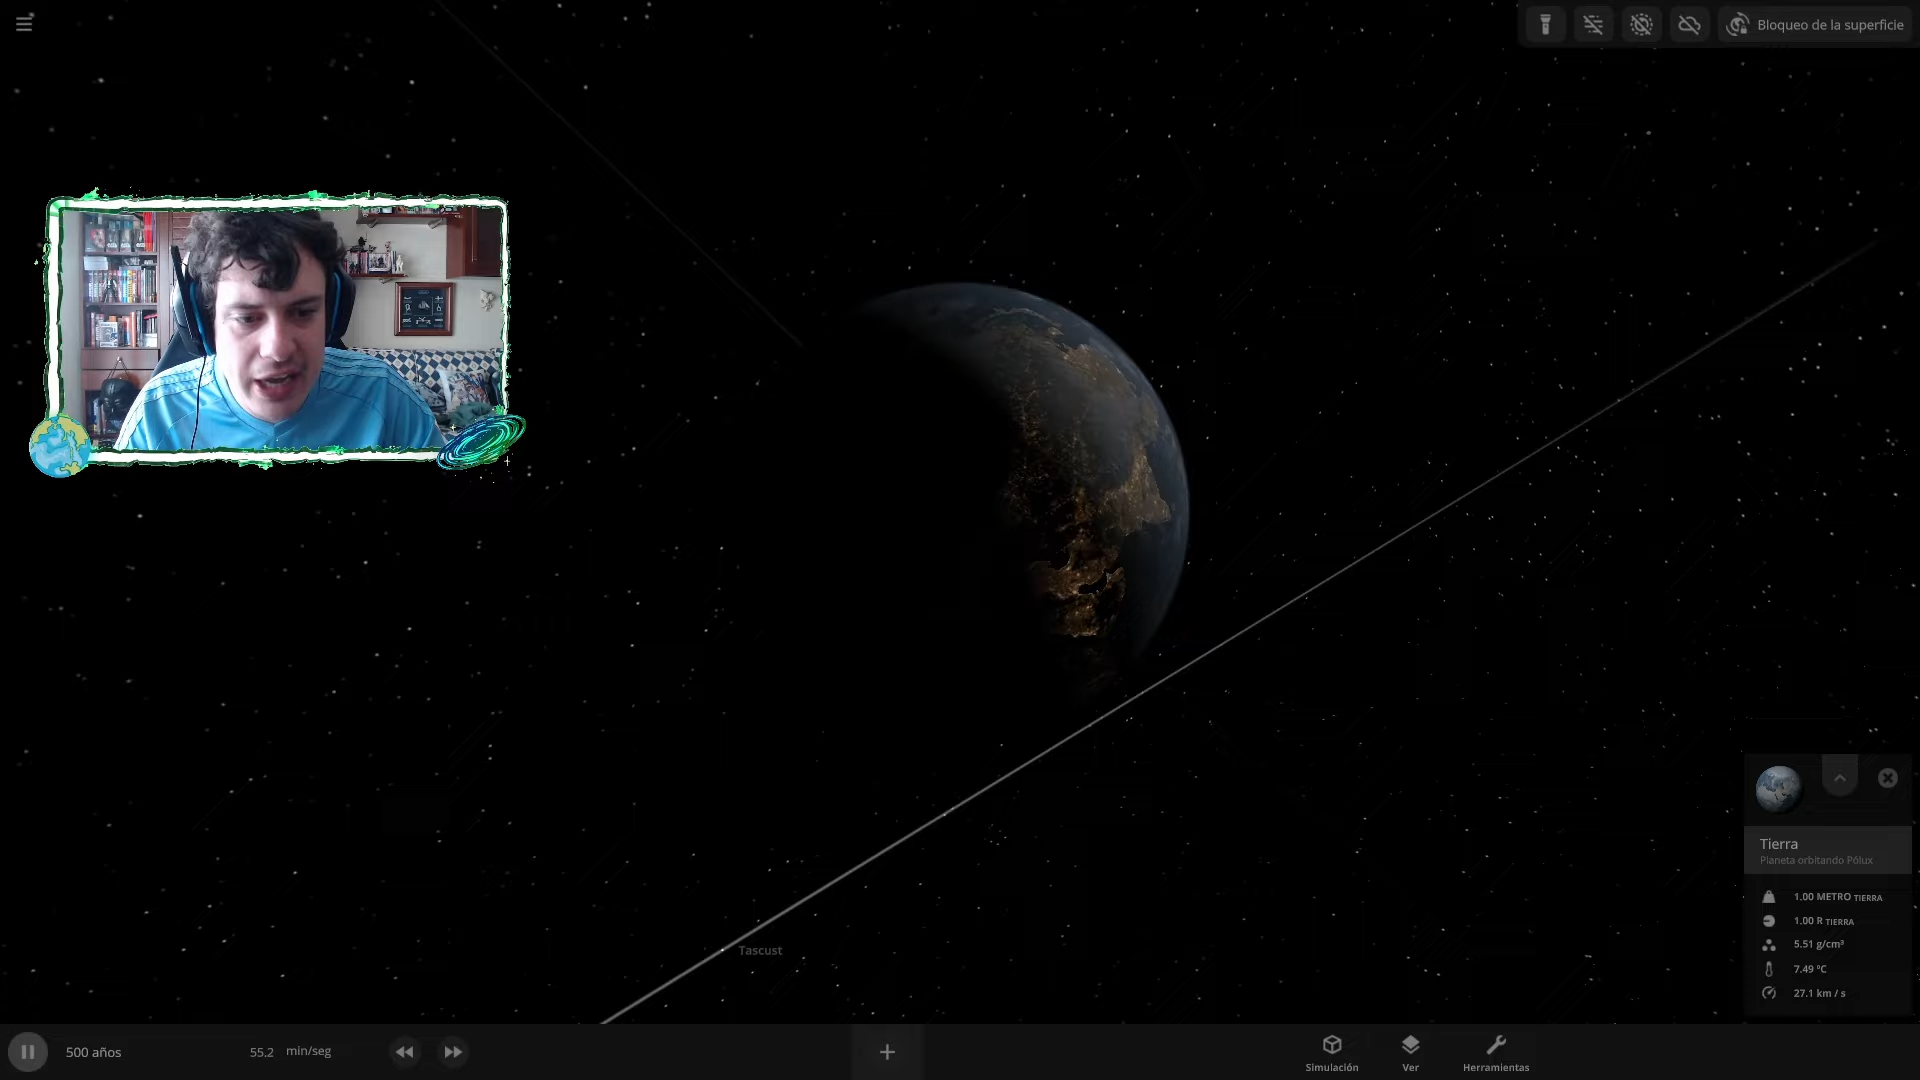 Bloqueo de la superficie
Tascust
Tierra
Planeta orbitando Pólux
1.00 METRO TIERRA
1.00 R TIERRA
5.51 g/cm³
7.49 ºC
27.1 km / s
500 años
55.2 min/seg
Simulación
Ver
Herramientas